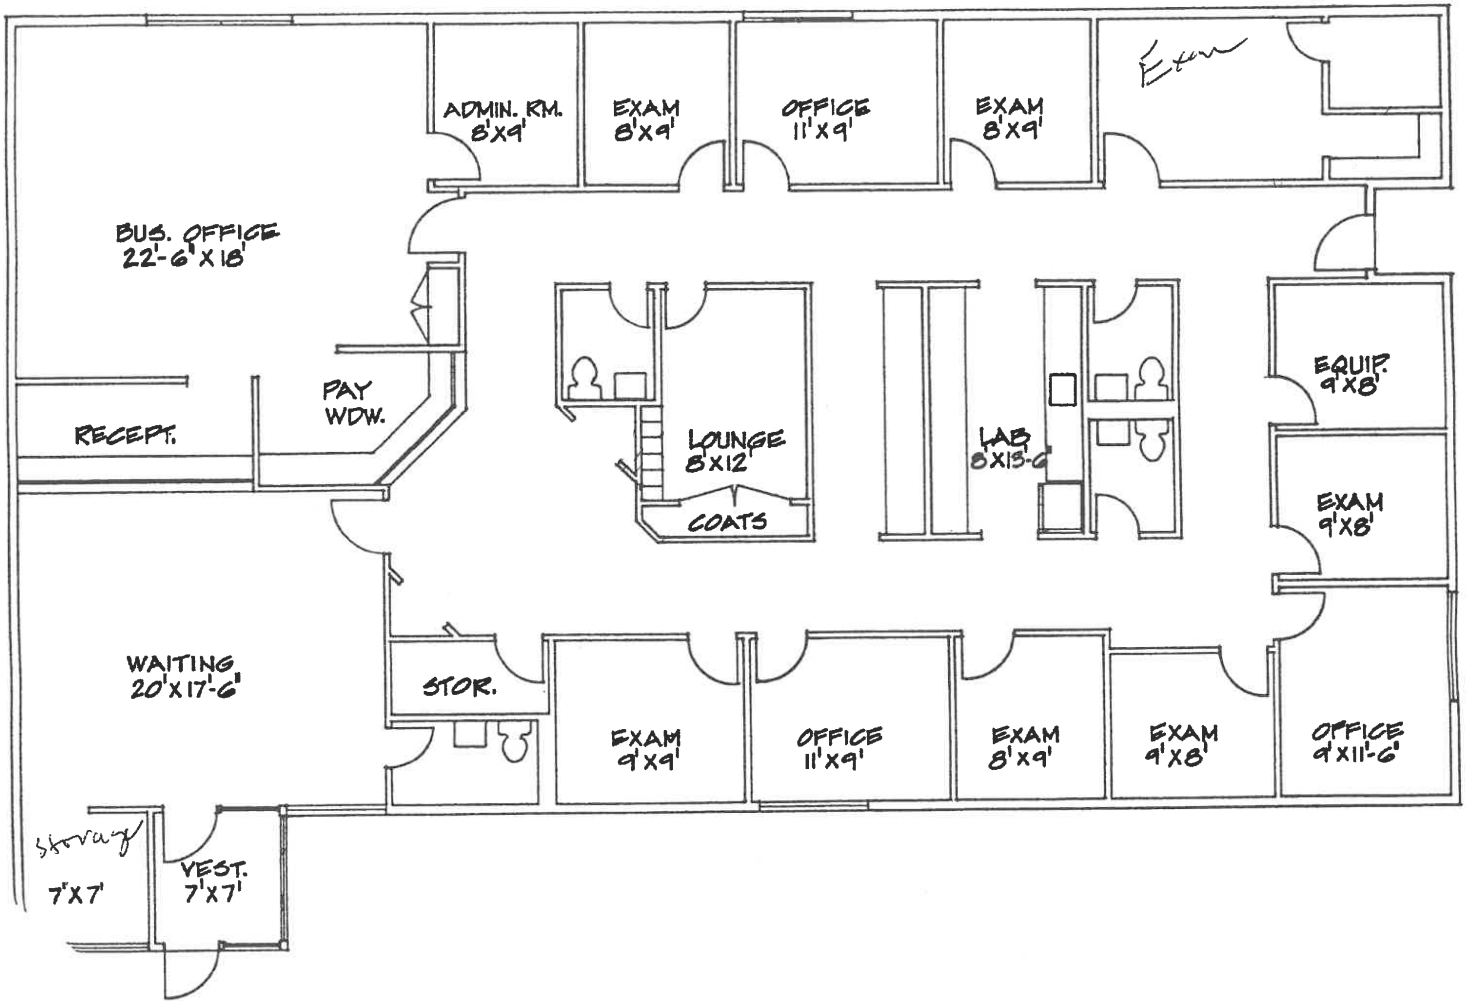 Exam
ADMIN. RM.
8'X9'
EXAM
8'X9'
OFFICE
11'X9'
EXAM
8'X9'
BUS. OFFICE
22'-6"X18'
EQUIP.
9'X8'
PAY
WDW.
RECEPT.
LOUNGE
8'X12'
LAB
8'X13'-6"
COATS
EXAM
9'X8'
WAITING
20'X17'-6"
STOR.
EXAM
9'X9'
OFFICE
11'X9'
EXAM
8'X9'
EXAM
9'X8'
OFFICE
9'X11'-6"
Storage
7'X7'
VEST.
7'X7'